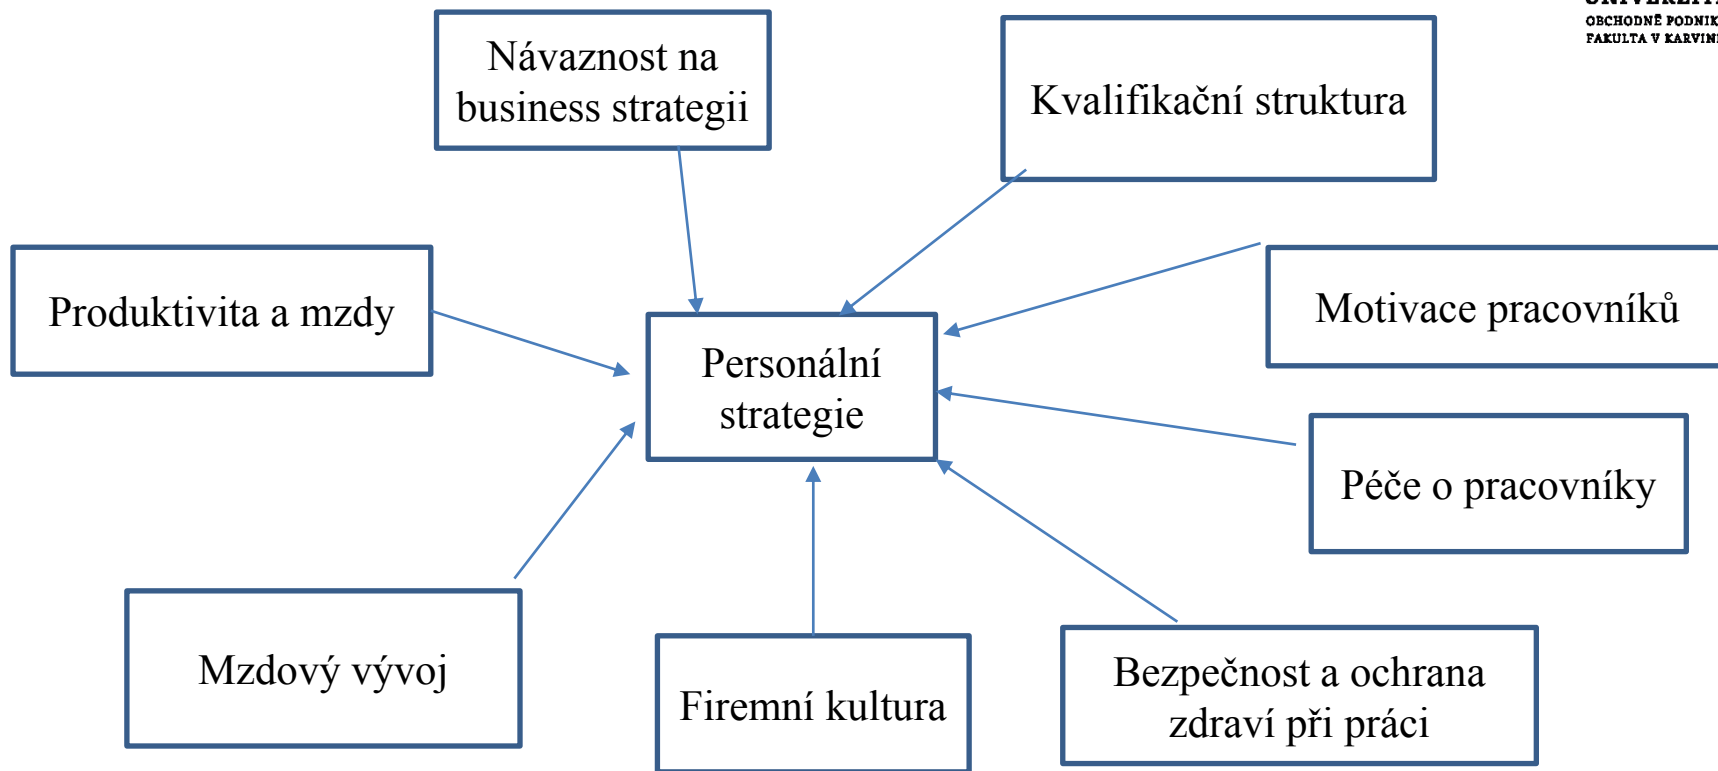 OBCHODNĚ PODNIK
FAKULTA V KARVIN
Návaznost na
business strategii
Kvalifikační struktura
Produktivita a mzdy
Motivace pracovníků
Personální
strategie
Péče o pracovníky
Mzdový vývoj
Firemní kultura
Bezpečnost a ochrana
zdraví při práci